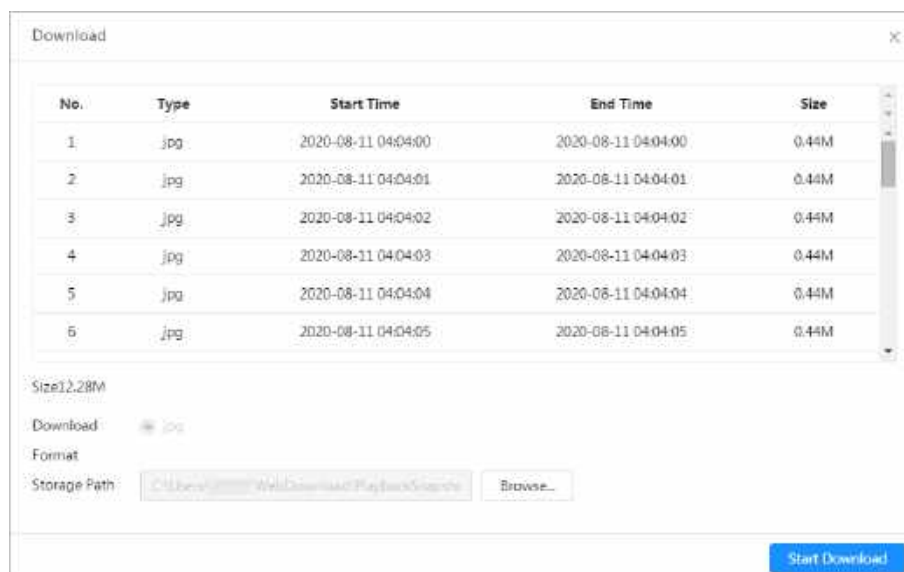 Download
No. Type Start Time End Time Size
1 .jpg 2020-08-11 04:04:00 2020-08-11 04:04:00 0.44M
2 .jpg 2020-08-11 04:04:01 2020-08-11 04:04:01 0.44M
3 .jpg 2020-08-11 04:04:02 2020-08-11 04:04:02 0.44M
4 .jpg 2020-08-11 04:04:03 2020-08-11 04:04:03 0.44M
5 .jpg 2020-08-11 04:04:04 2020-08-11 04:04:04 0.44M
6 .jpg 2020-08-11 04:04:05 2020-08-11 04:04:05 0.44M
Size12.28M
Download jpg
Format
Storage Path C:\Users\ WebDownload\PlaybackSnapsho Browse...
Start Download